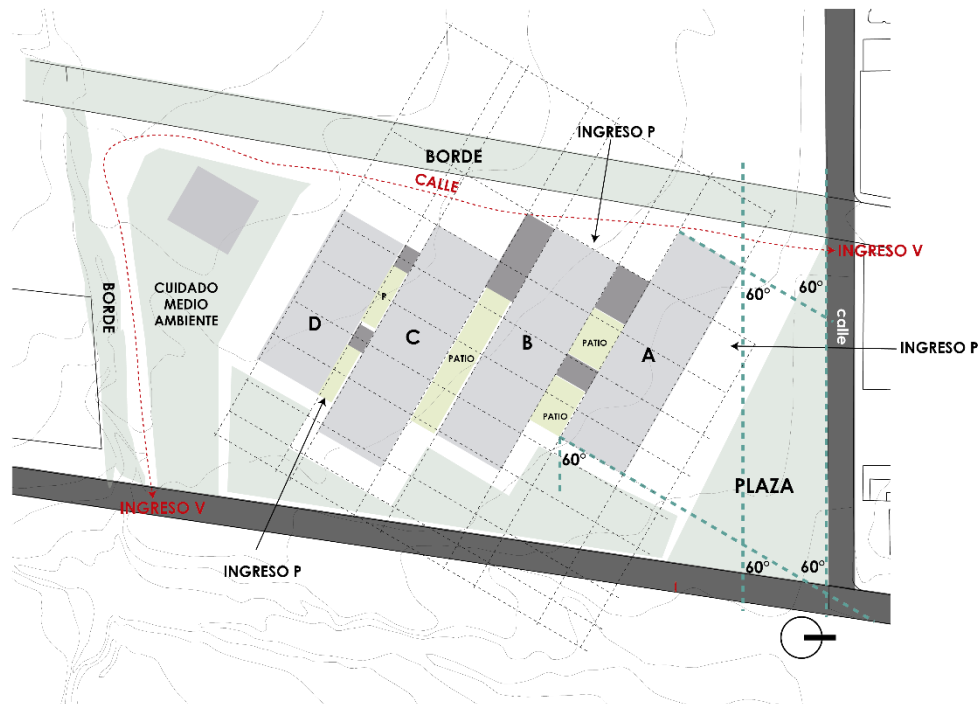 INGRESO P
BORDE
CALLE
INGRESO V
60°
60°
CUIDADO
MEDIO
AMBIENTE
BORDE
P
D
C
B
A
PATIO
PATIO
PATIO
calle
INGRESO P
60°
PLAZA
INGRESO V
INGRESO P
60°
60°